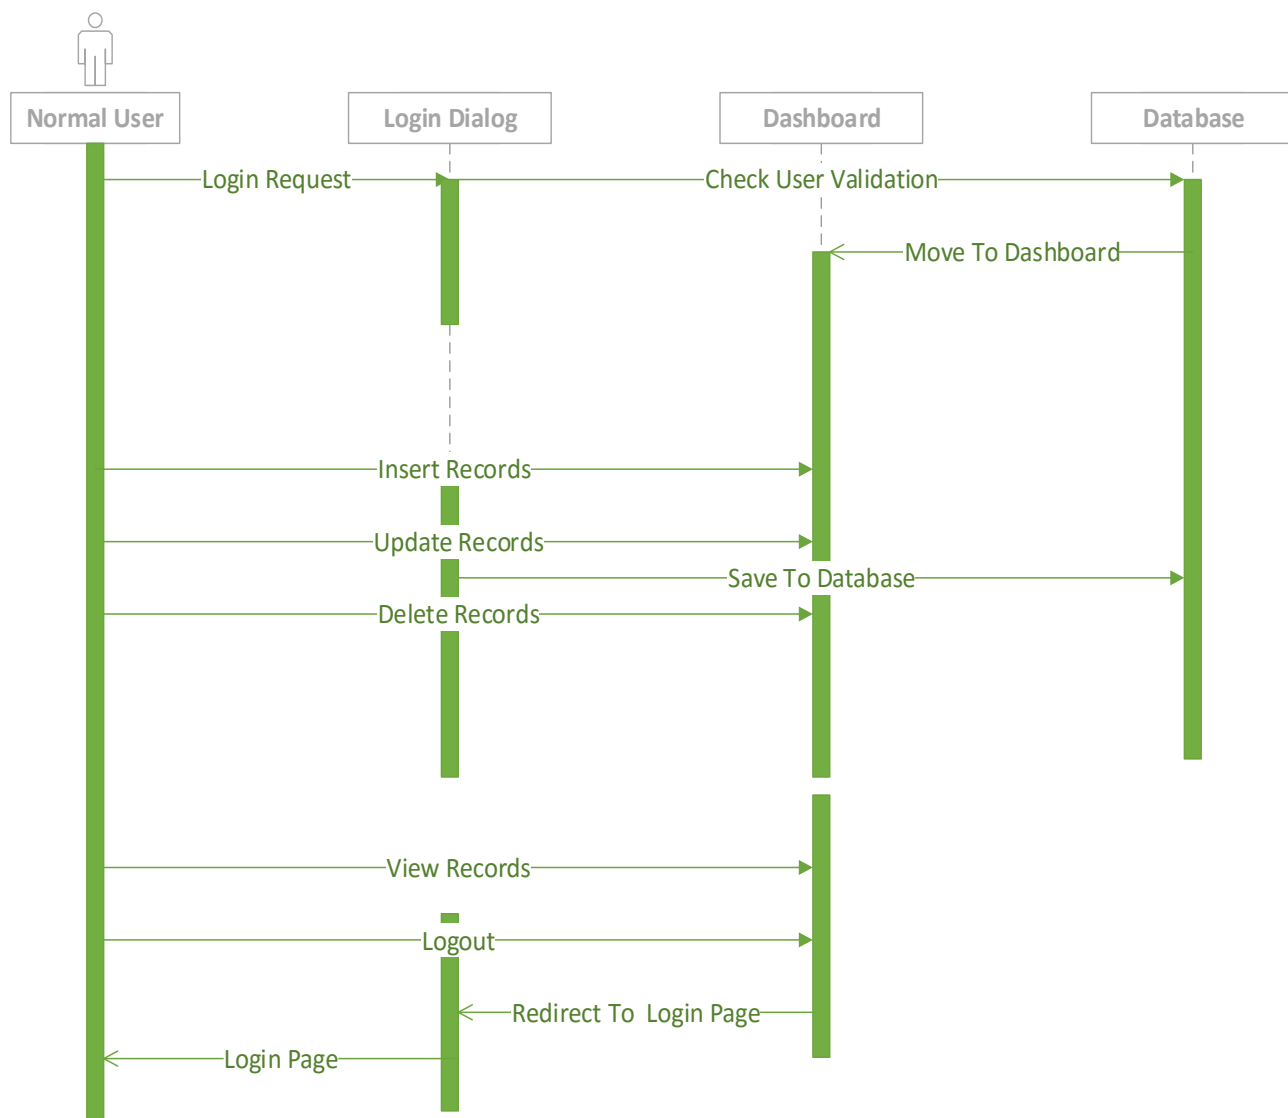 Normal User
Login Dialog
Dashboard
Database
Login Request
Check User Validation
Move To Dashboard
Insert Records
Update Records
Save To Database
Delete Records
View Records
Logout
Redirect To  Login Page
Login Page